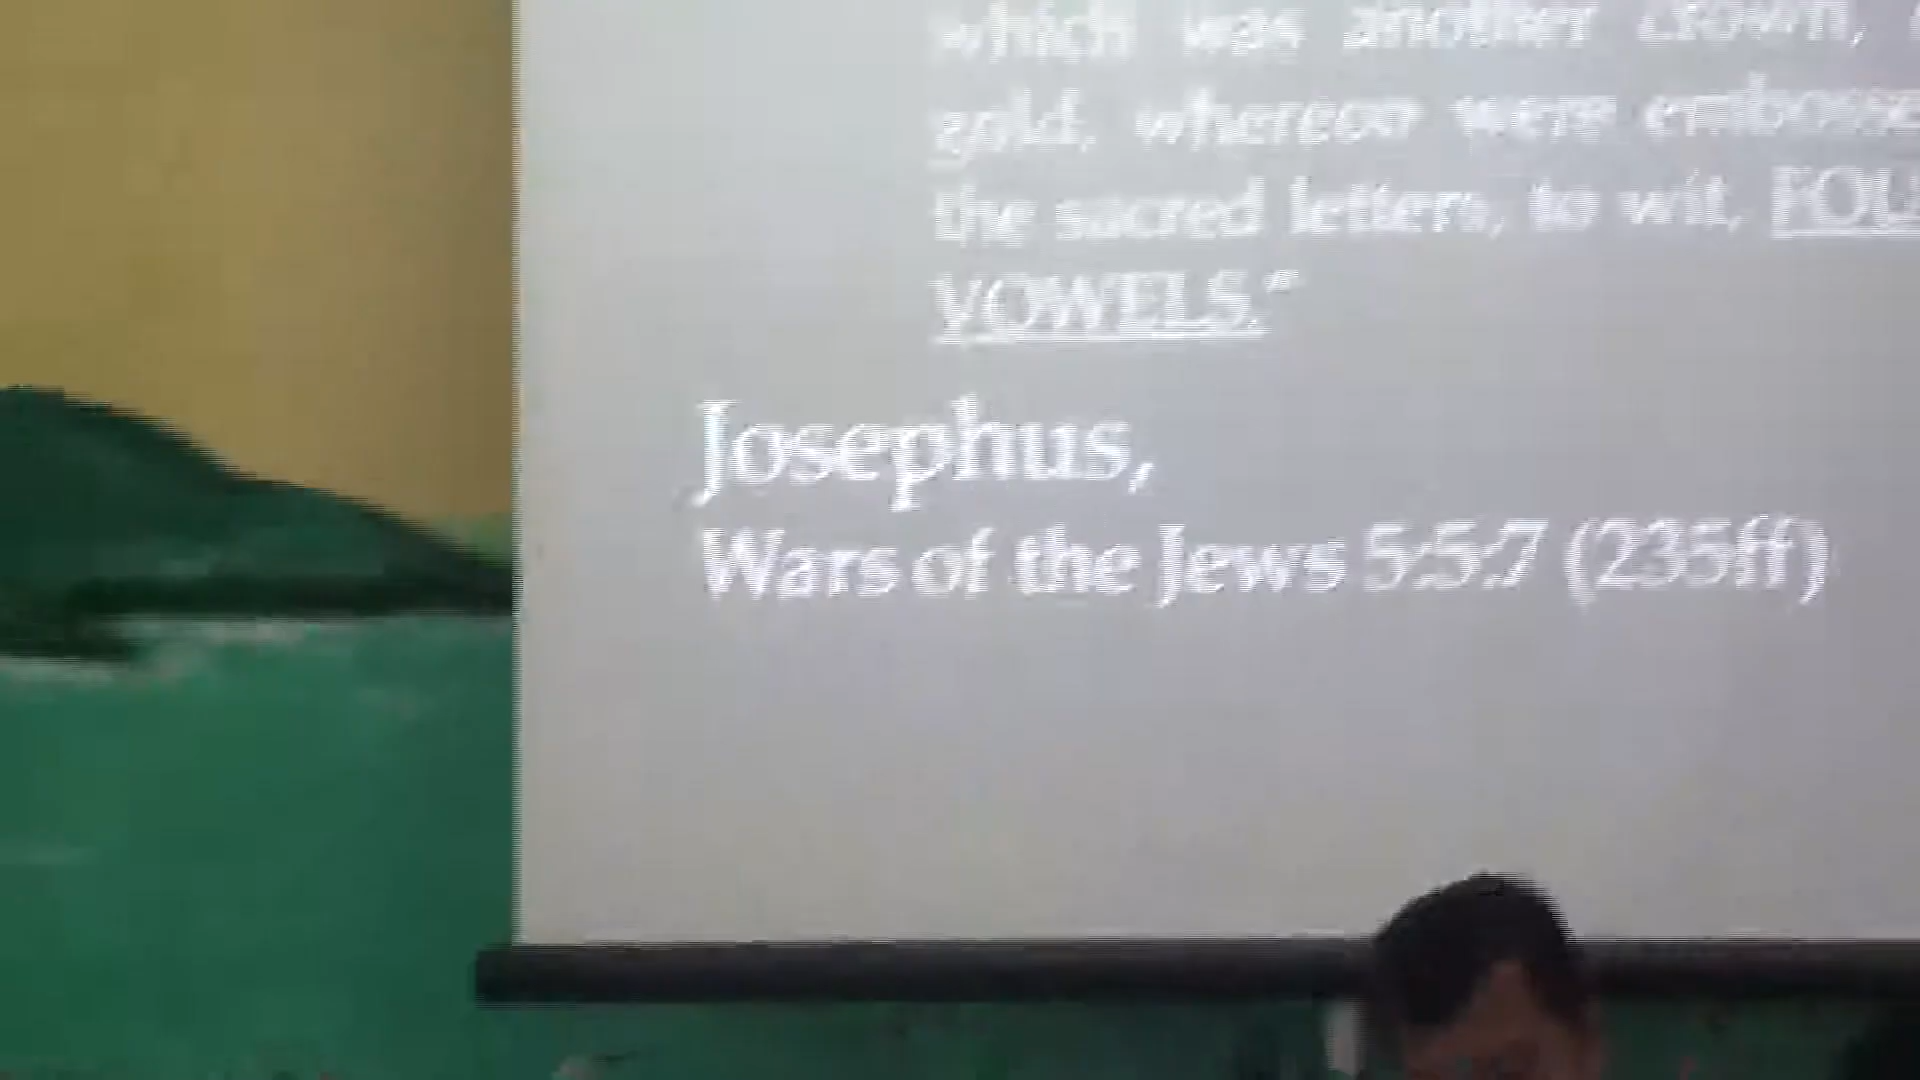 which was another crown,
gold, whereon were embosse
the sacred letters, to wit, FOU
VOWELS."
Josephus,
Wars of the Jews 5:5:7 (235ff)